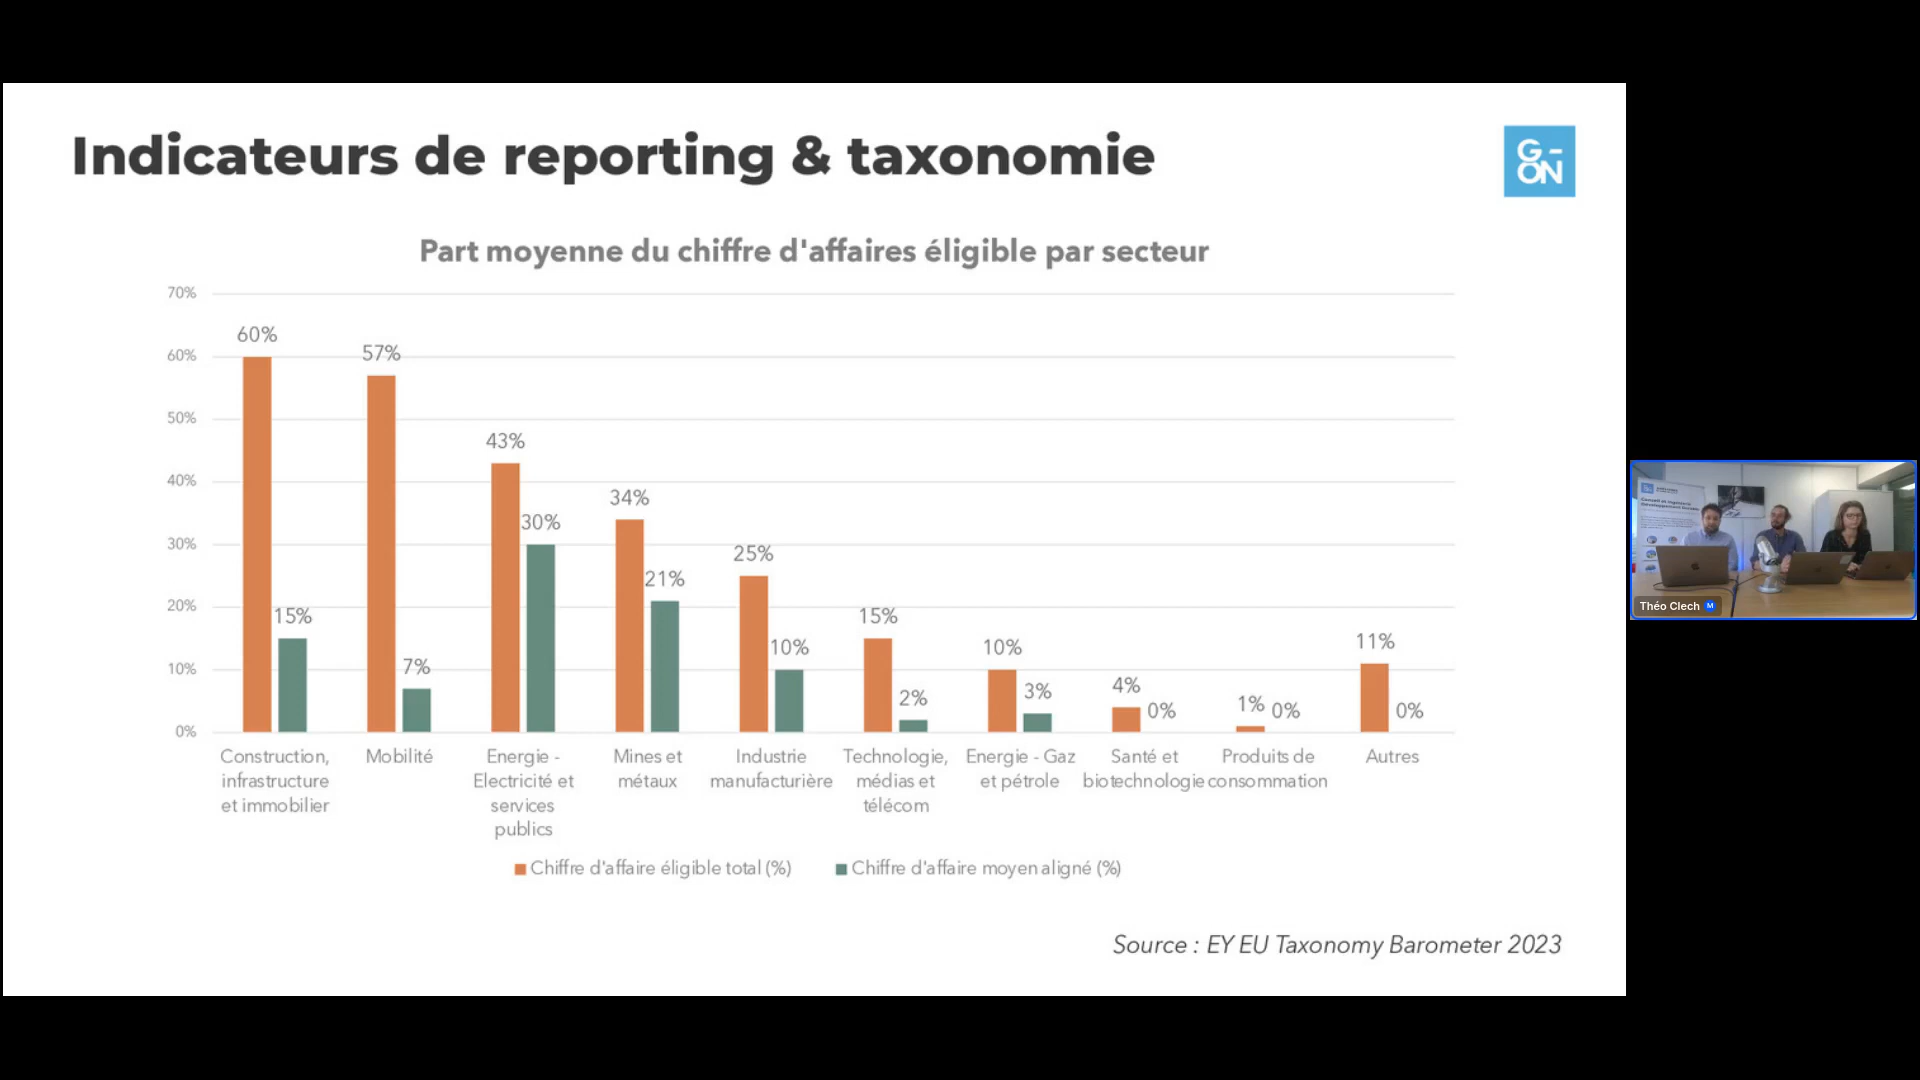 Indicateurs de reporting & taxonomie
G-
ON
Part moyenne du chiffre d'affaires éligible par secteur
70%
60%
50%
40%
30%
20%
10%
0%
60%
15%
57%
7%
43%
30%
34%
21%
25%
10%
15%
2%
10%
3%
4%
0%
1%
0%
11%
0%
Construction,
infrastructure
et immobilier
Mobilité
Energie -
Electricité et
services
publics
Mines et
métaux
Industrie
manufacturière
Technologie,
médias et
télécom
Energie - Gaz
et pétrole
Santé et
biotechnologie
Produits de
consommation
Autres
Chiffre d'affaire éligible total (%)
Chiffre d'affaire moyen aligné (%)
Source : EY EU Taxonomy Barometer 2023
Théo Clech
M